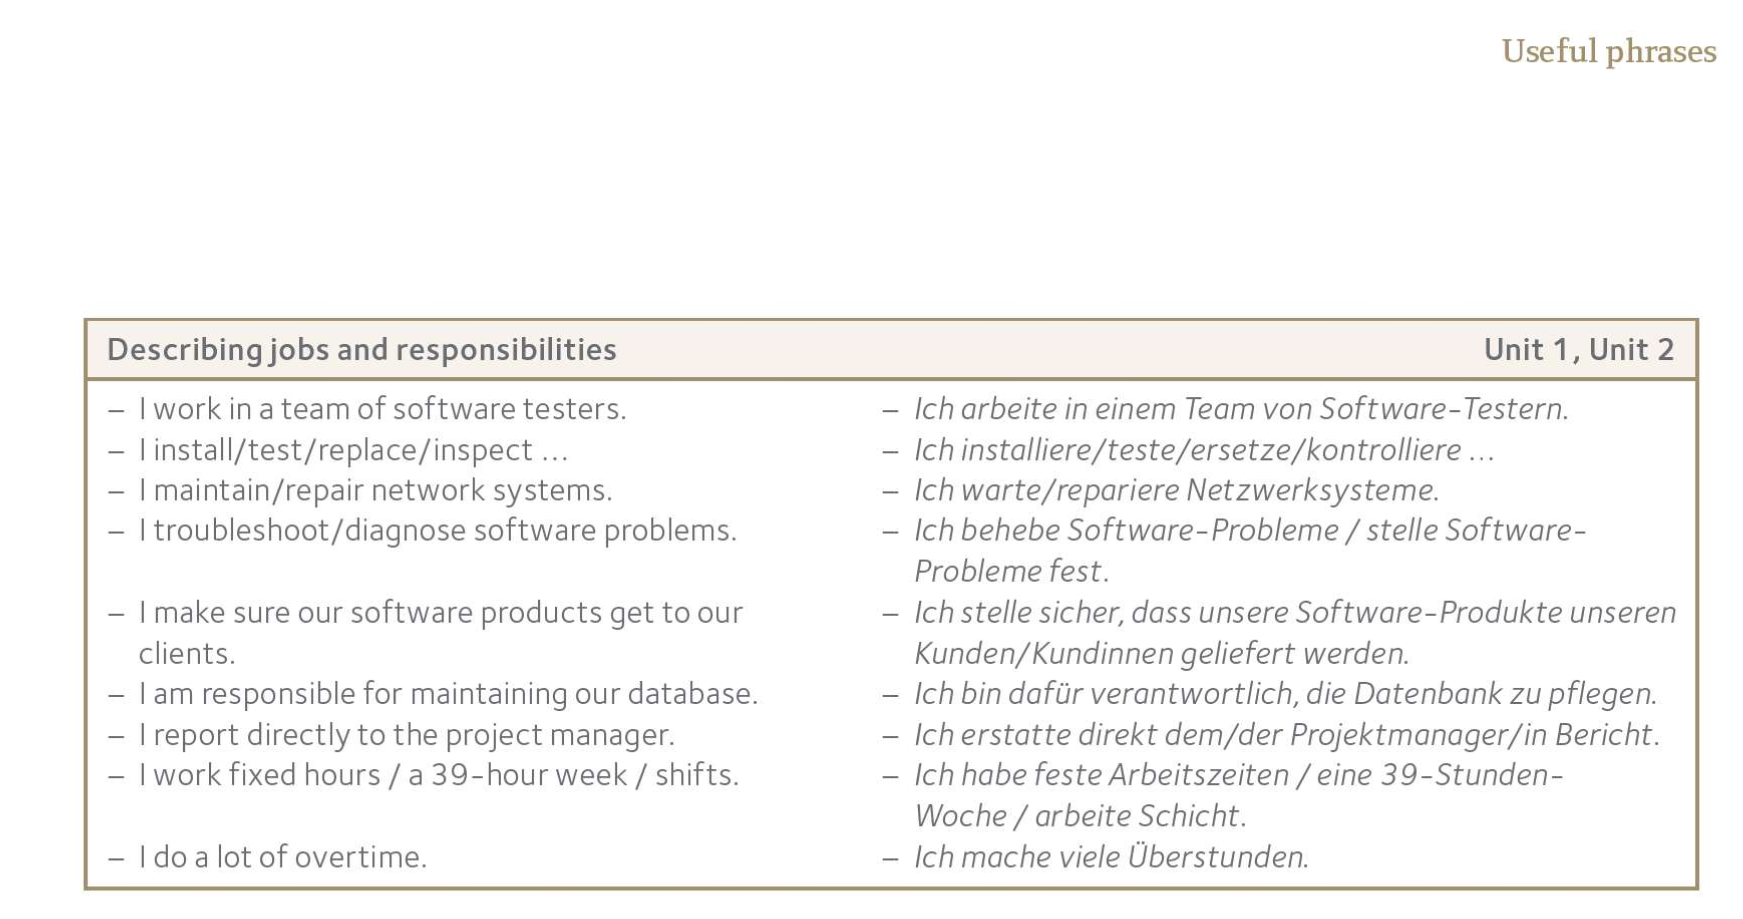 Useful phrases
Describing jobs and responsibilities Unit 1, Unit 2
– I work in a team of software testers.
– Ich arbeite in einem Team von Software-Testern.
– I install/test/replace/inspect …
– Ich installiere/teste/ersetze/kontrolliere …
– I maintain/repair network systems.
– Ich warte/repariere Netzwerksysteme.
– I troubleshoot/diagnose software problems.
– Ich behebe Software-Probleme / stelle Software-
Probleme fest.
– I make sure our software products get to our
clients.
– Ich stelle sicher, dass unsere Software-Produkte unseren
Kunden/Kundinnen geliefert werden.
– I am responsible for maintaining our database.
– Ich bin dafür verantwortlich, die Datenbank zu pflegen.
– I report directly to the project manager.
– Ich erstatte direkt dem/der Projektmanager/in Bericht.
– I work fixed hours / a 39-hour week / shifts.
– Ich habe feste Arbeitszeiten / eine 39-Stunden-
Woche / arbeite Schicht.
– I do a lot of overtime.
– Ich mache viele Überstunden.